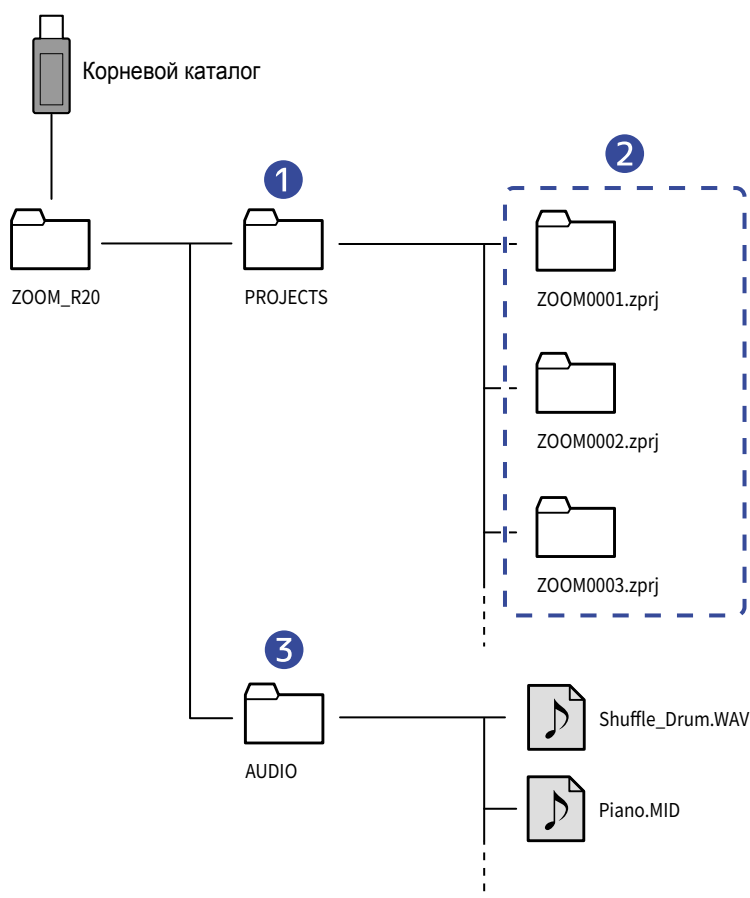 Корневой каталог
1
2
ZOOM_R20
PROJECTS
ZOOM0001.zprj
ZOOM0002.zprj
ZOOM0003.zprj
3
AUDIO
Shuffle_Drum.WAV
Piano.MID